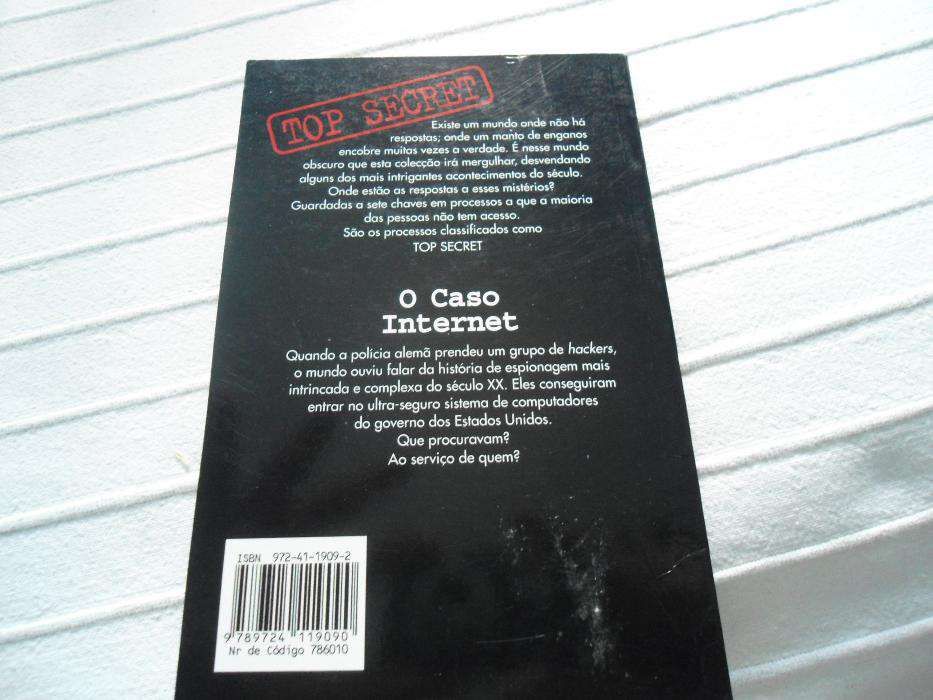 TOP SECRET
Existe um mundo onde não há
respostas; onde um manto de enganos
encobre muitas vezes a verdade. É nesse mundo
obscuro que esta colecção irá mergulhar, desvendando
alguns dos mais intrigantes acontecimentos do século.
Onde estão as respostas a esses mistérios?
Guardadas a sete chaves em processos a que a maioria
das pessoas não tem acesso.
São os processos classificados como
TOP SECRET
O Caso
Internet
Quando a polícia alemã prendeu um grupo de hackers,
o mundo ouviu falar da história de espionagem mais
intrincada e complexa do século XX. Eles conseguiram
entrar no ultra-seguro sistema de computadores
do governo dos Estados Unidos.
Que procuravam?
Ao serviço de quem?
ISBN 972-41-1909-2
9 789724 119090
Nr de Código 786010